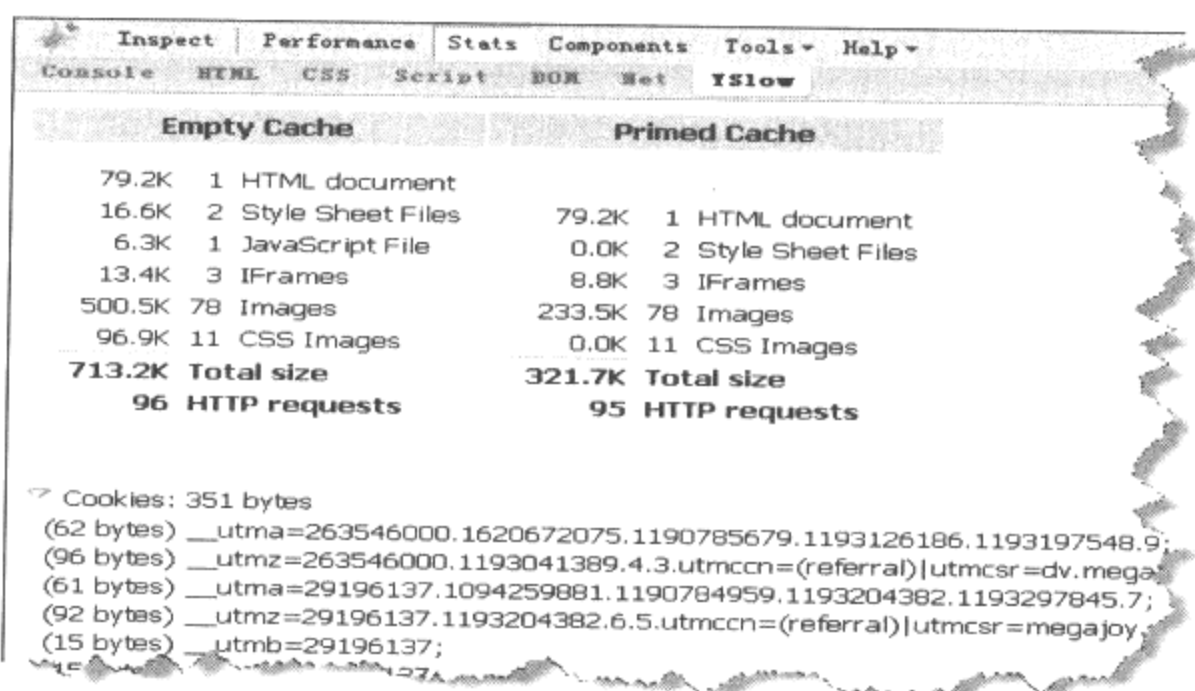 Inspect Performance Stats Components Tools Help
Console HTML CSS Script DOM Net YSlow
Empty Cache
79.2K 1 HTML document
16.6K 2 Style Sheet Files
6.3K 1 JavaScript File
13.4K 3 IFrames
500.5K 78 Images
96.9K 11 CSS Images
713.2K Total size
96 HTTP requests
Primed Cache
79.2K 1 HTML document
0.0K 2 Style Sheet Files
8.8K 3 IFrames
233.5K 78 Images
0.0K 11 CSS Images
321.7K Total size
95 HTTP requests
Cookies: 351 bytes
(62 bytes) __utma=263546000.1620672075.1190785679.1193126186.1193197548.9;
(96 bytes) __utmz=263546000.1193041389.4.3.utmccn=(referral)|utmcsr=dv.mega
(61 bytes) __utma=29196137.1094259881.1190784959.1193204382.1193297845.7;
(92 bytes) __utmz=29196137.1193204382.6.5.utmccn=(referral)|utmcsr=megajoy
(15 bytes) __utmb=29196137;